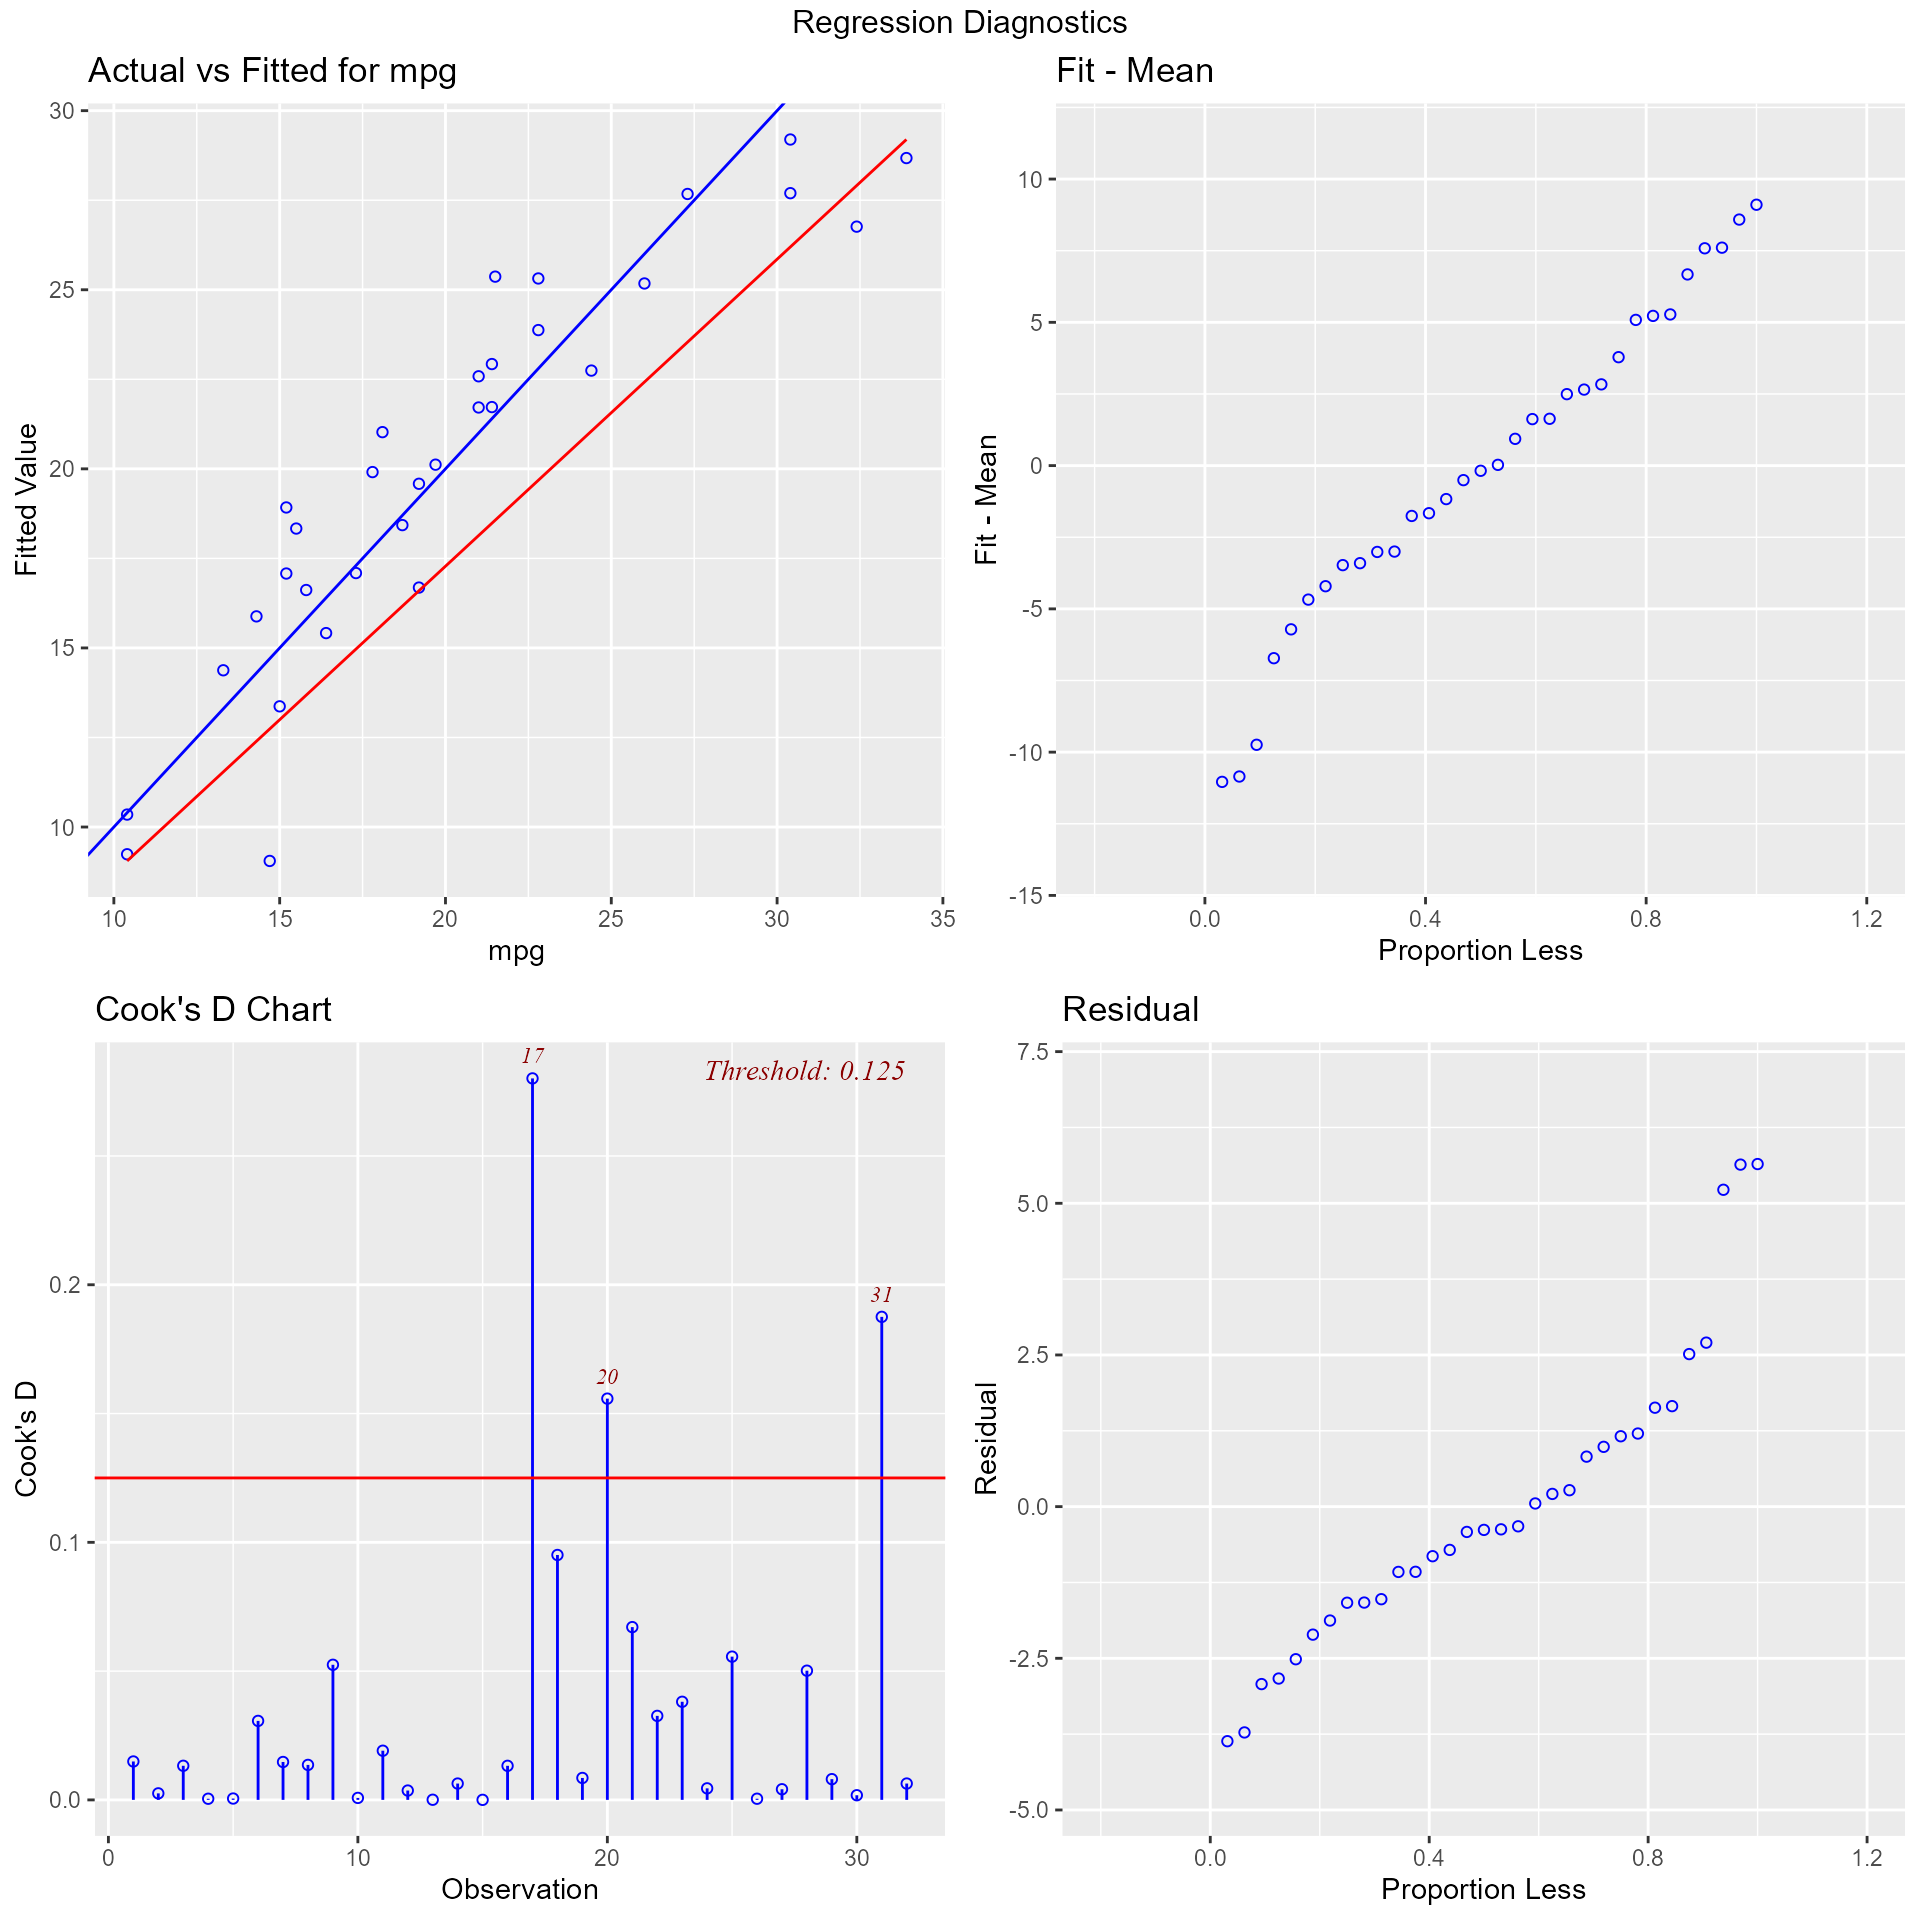 Regression Diagnostics
Actual vs Fitted for mpg
30
25
20
15
10
Fitted Value
10 15 20 25 30 35
mpg
Fit - Mean
10
5
0
-5
-10
-15
Fit - Mean
0.0 0.4 0.8 1.2
Proportion Less
Cook's D Chart
17
Threshold: 0.125
31
20
0.2
0.1
0.0
Cook's D
0 10 20 30
Observation
Residual
7.5
5.0
2.5
0.0
-2.5
-5.0
Residual
0.0 0.4 0.8 1.2
Proportion Less